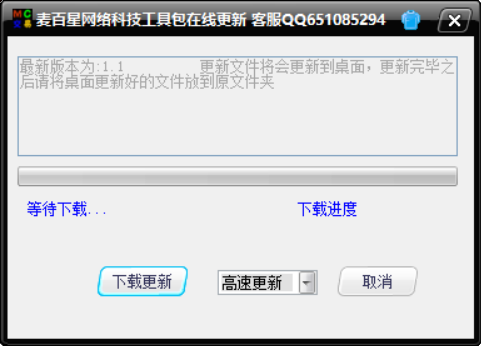 麦百星网络科技工具包在线更新 客服QQ651085294
最新版本为:1.1 更新文件将会更新到桌面，更新完毕之
后请将桌面更新好的文件放到原文件夹
等待下载... 下载进度
下载更新 高速更新 取消